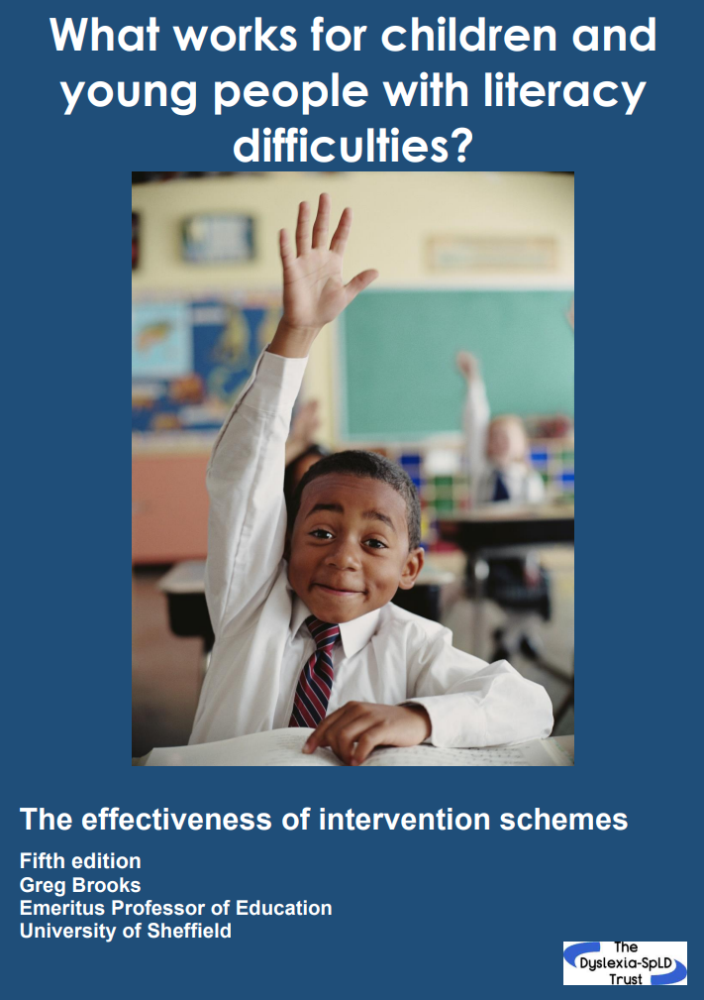 What works for children and
young people with literacy
difficulties?
The effectiveness of intervention schemes
Fifth edition
Greg Brooks
Emeritus Professor of Education
University of Sheffield
The
Dyslexia-SpLD
Trust